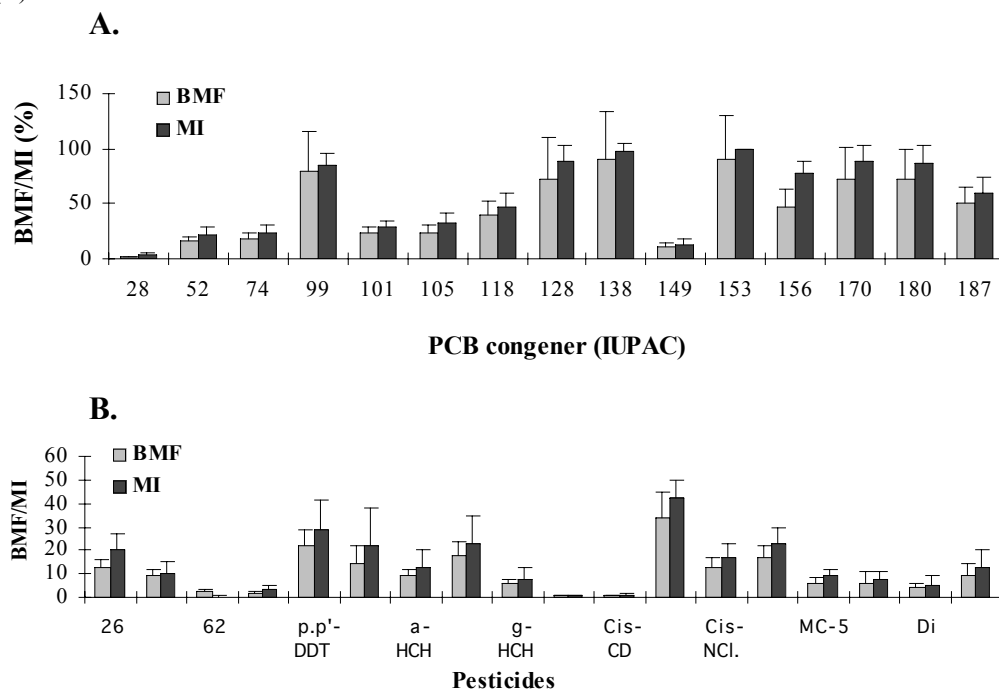 A.
150
100
50
0
BMF/MI (%)
BMF
MI
28 52 74 99 101 105 118 128 138 149 153 156 170 180 187
PCB congener (IUPAC)
B.
60
50
40
30
20
10
0
BMF/MI
BMF
MI
26 62 p.p'-DDT a-HCH g-HCH Cis-CD Cis-NCl. MC-5 Di
Pesticides